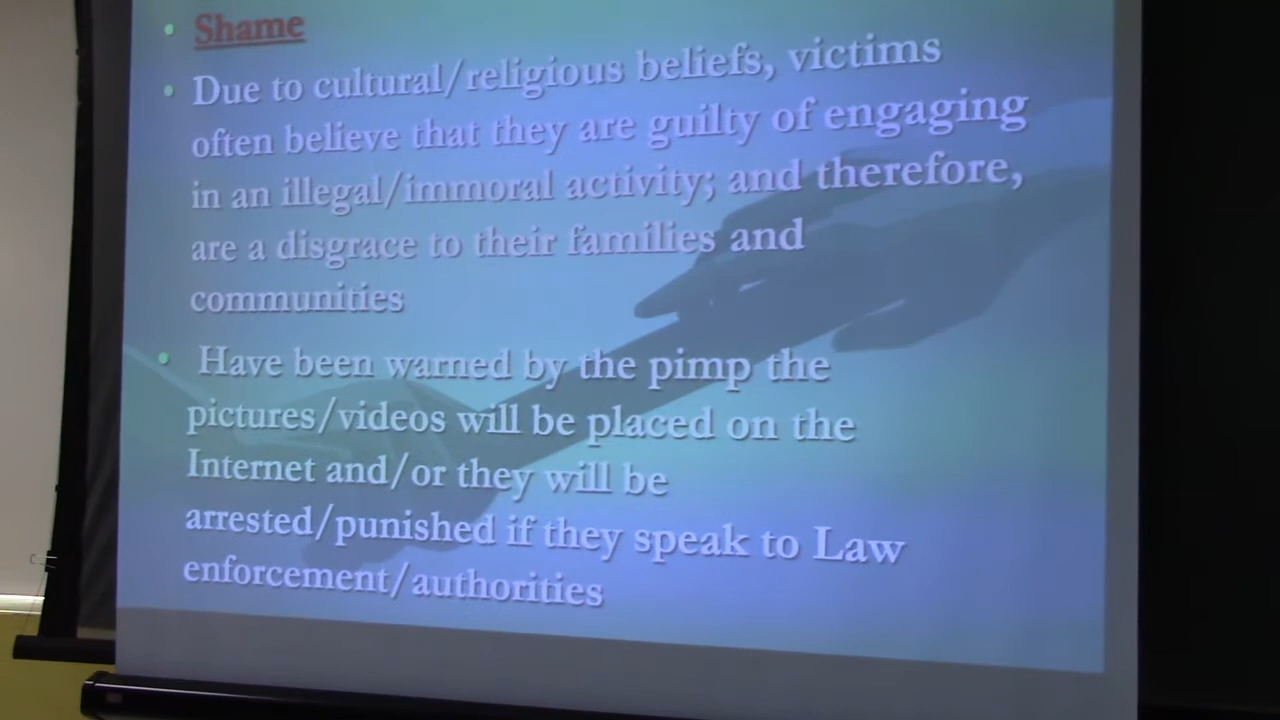 Shame
Due to cultural/religious beliefs, victims
often believe that they are guilty of engaging
in an illegal/immoral activity; and therefore,
are a disgrace to their families and
communities
Have been warned by the pimp the
pictures/videos will be placed on the
Internet and/or they will be
arrested/punished if they speak to Law
enforcement/authorities